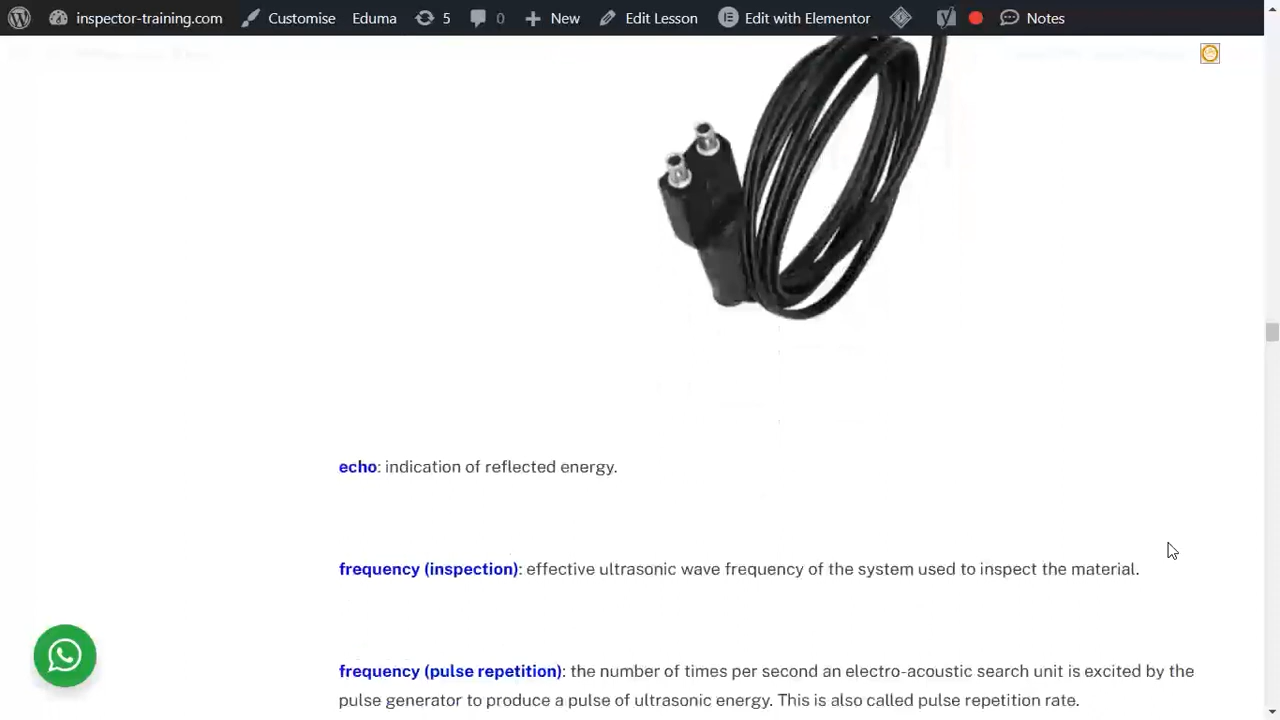 inspector-training.com Customise Eduma 5 0 New Edit Lesson Edit with Elementor Notes
echo: indication of reflected energy.
frequency (inspection): effective ultrasonic wave frequency of the system used to inspect the material.
frequency (pulse repetition): the number of times per second an electro-acoustic search unit is excited by the
pulse generator to produce a pulse of ultrasonic energy. This is also called pulse repetition rate.